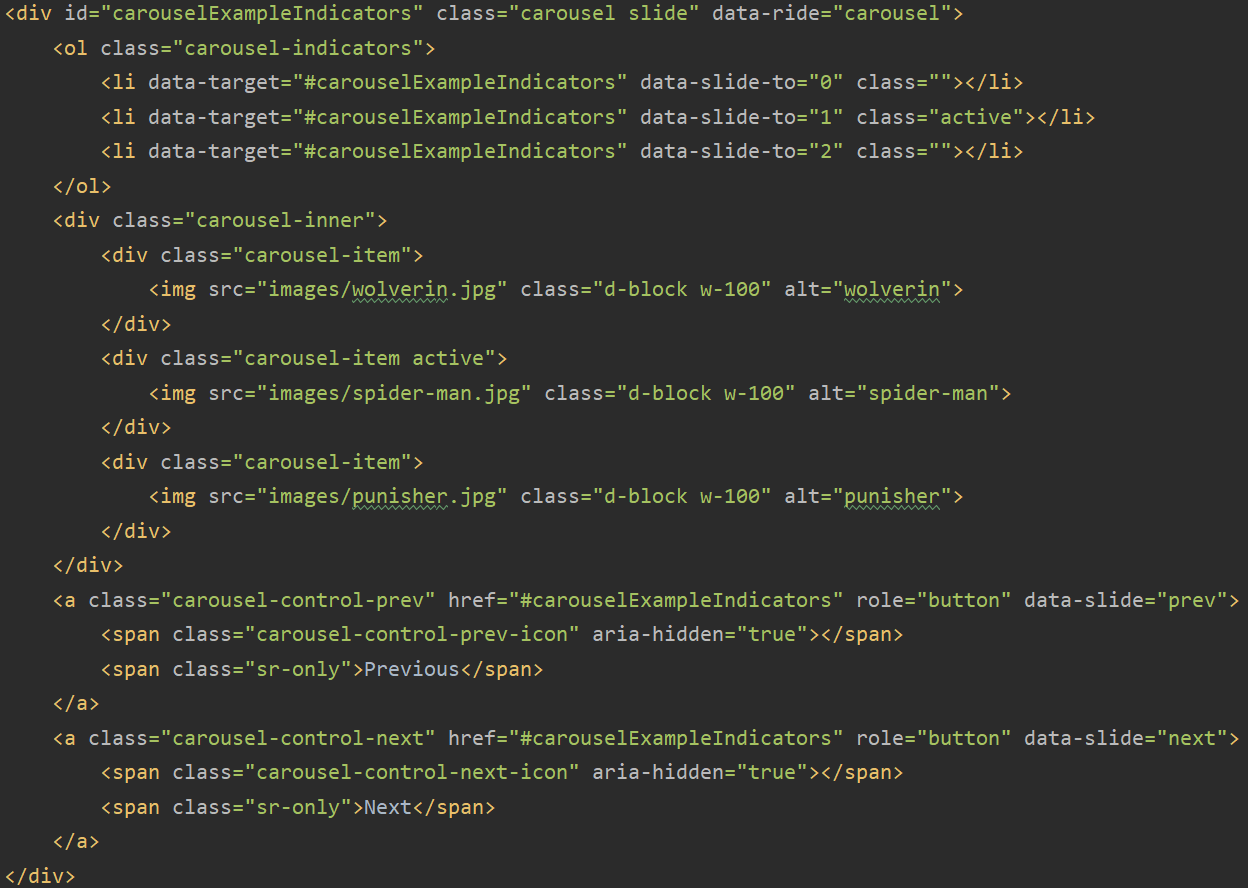 <div id="carouselExampleIndicators" class="carousel slide" data-ride="carousel">
    <ol class="carousel-indicators">
        <li data-target="#carouselExampleIndicators" data-slide-to="0" class=""></li>
        <li data-target="#carouselExampleIndicators" data-slide-to="1" class="active"></li>
        <li data-target="#carouselExampleIndicators" data-slide-to="2" class=""></li>
    </ol>
    <div class="carousel-inner">
        <div class="carousel-item">
            <img src="images/wolverin.jpg" class="d-block w-100" alt="wolverin">
        </div>
        <div class="carousel-item active">
            <img src="images/spider-man.jpg" class="d-block w-100" alt="spider-man">
        </div>
        <div class="carousel-item">
            <img src="images/punisher.jpg" class="d-block w-100" alt="punisher">
        </div>
    </div>
    <a class="carousel-control-prev" href="#carouselExampleIndicators" role="button" data-slide="prev">
        <span class="carousel-control-prev-icon" aria-hidden="true"></span>
        <span class="sr-only">Previous</span>
    </a>
    <a class="carousel-control-next" href="#carouselExampleIndicators" role="button" data-slide="next">
        <span class="carousel-control-next-icon" aria-hidden="true"></span>
        <span class="sr-only">Next</span>
    </a>
</div>